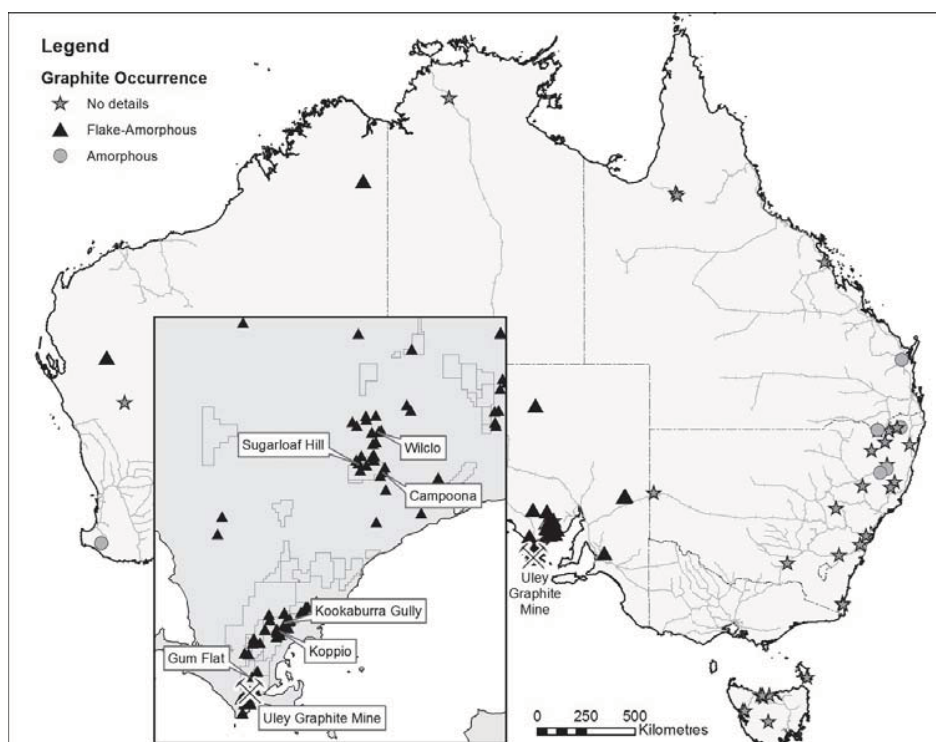 Legend
Graphite Occurrence
No details
Flake-Amorphous
Amorphous
Sugarloaf Hill
Wilclo
Campoona
Kookaburra Gully
Koppio
Gum Flat
Uley Graphite Mine
Uley
Graphite
Mine
0 250 500
Kilometres